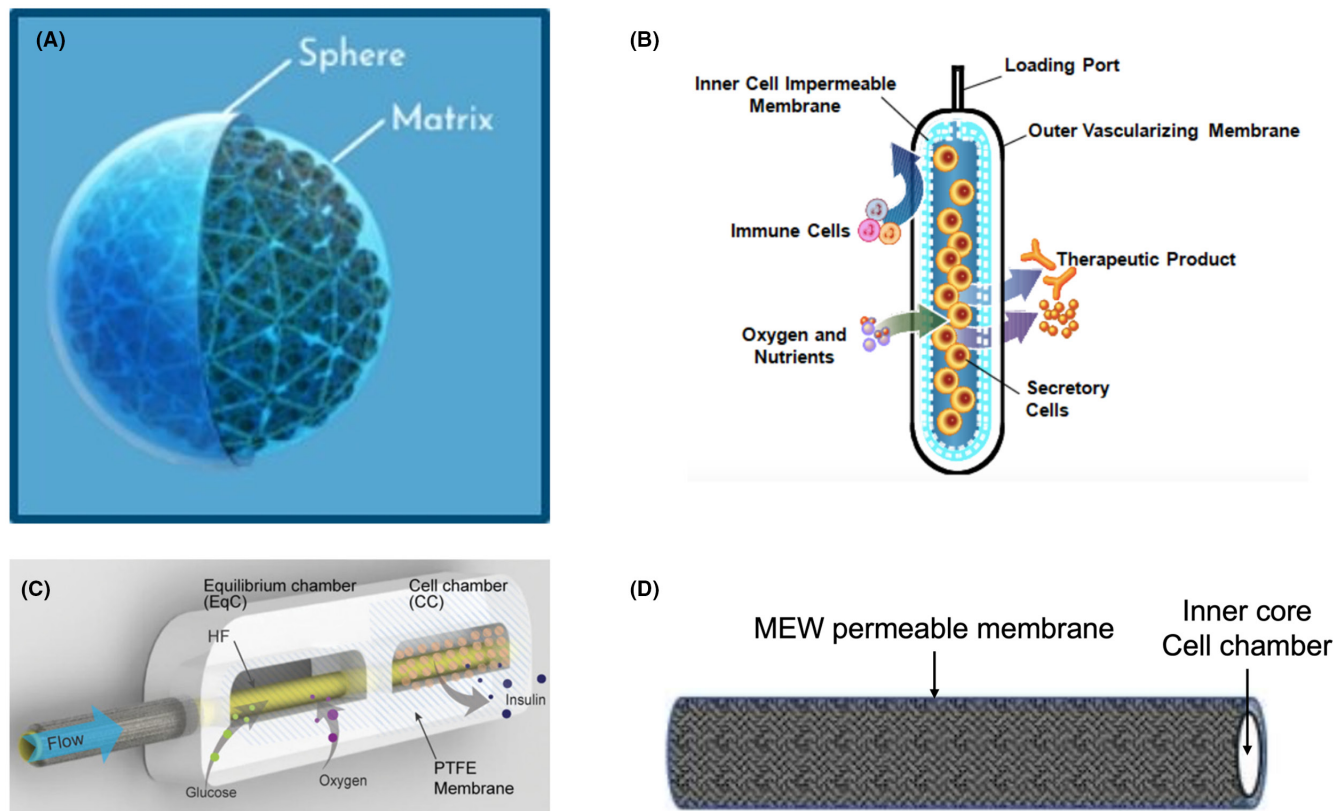 (A)
Sphere
Matrix
(B)
Loading Port
Inner Cell Impermeable
Membrane
Outer Vascularizing Membrane
Immune Cells
Therapeutic Product
Oxygen and
Nutrients
Secretory
Cells
(C)
Equilibrium chamber
(EqC)
Cell chamber
(CC)
HF
Insulin
Flow
Glucose
Oxygen
PTFE
Membrane
(D)
MEW permeable membrane
Inner core
Cell chamber